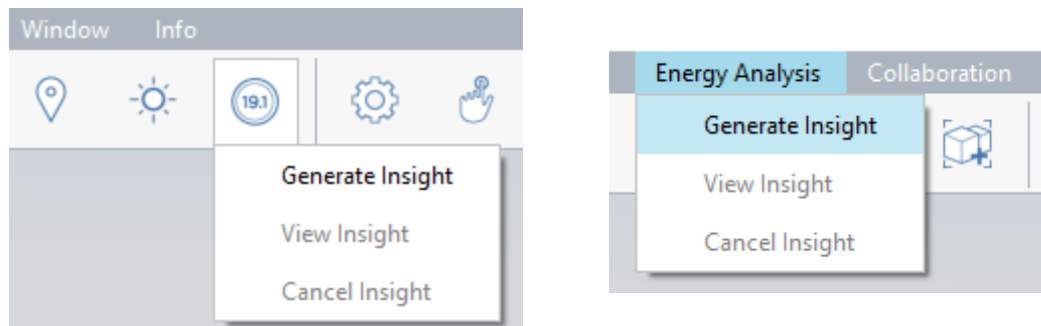 Window Info
19.1
Generate Insight
View Insight
Cancel Insight
Energy Analysis Collaboration
Generate Insight
View Insight
Cancel Insight